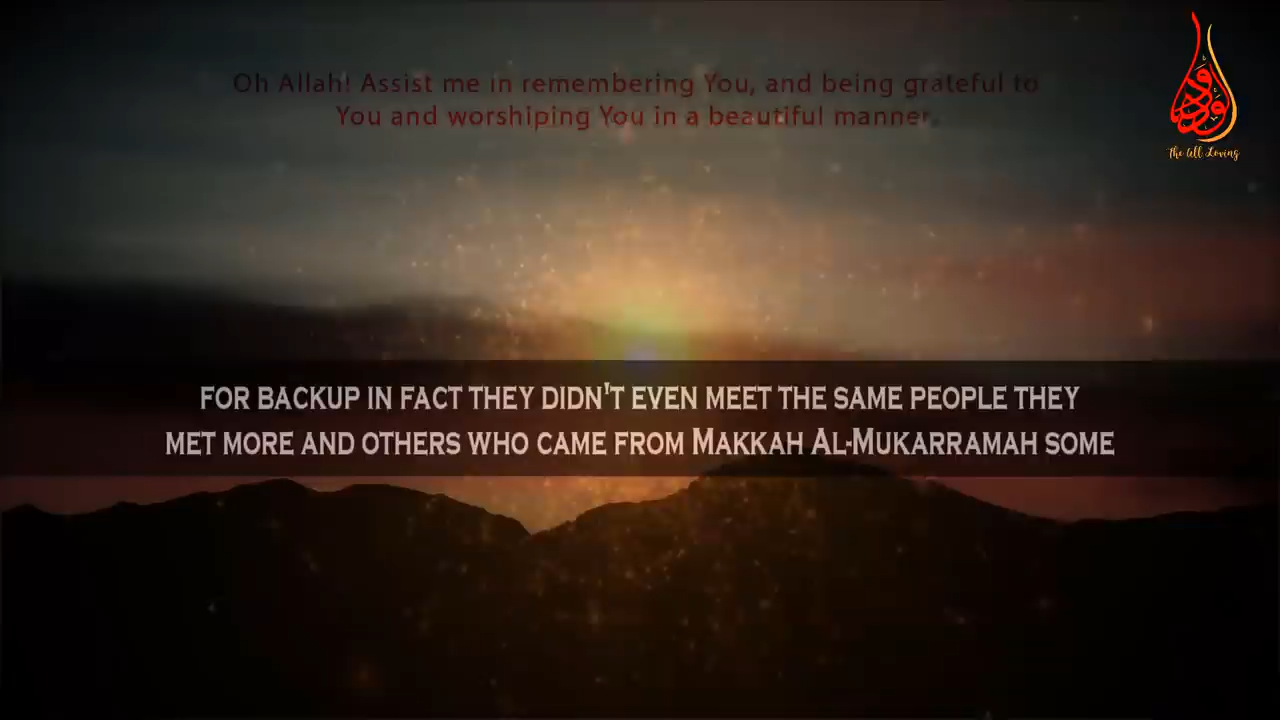 Oh Allah! Assist me in remembering You, and being grateful to
You and worshiping You in a beautiful manner.
The All Loving
FOR BACKUP IN FACT THEY DIDN'T EVEN MEET THE SAME PEOPLE THEY
MET MORE AND OTHERS WHO CAME FROM MAKKAH AL-MUKARRAMAH SOME